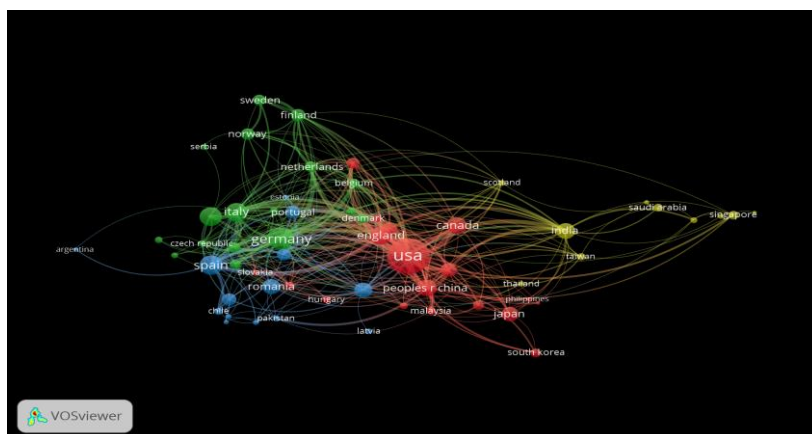 sweden
finland
norway
serbia
netherlands
belgium
scotland
estonia
portugal
italy
denmark
saudi arabia
singapore
canada
india
england
germany
czech republic
argentina
usa
taiwan
spain
slovakia
romania
peoples r china
thailand
hungary
philippines
chile
malaysia
japan
pakistan
latvia
south korea
VOSviewer